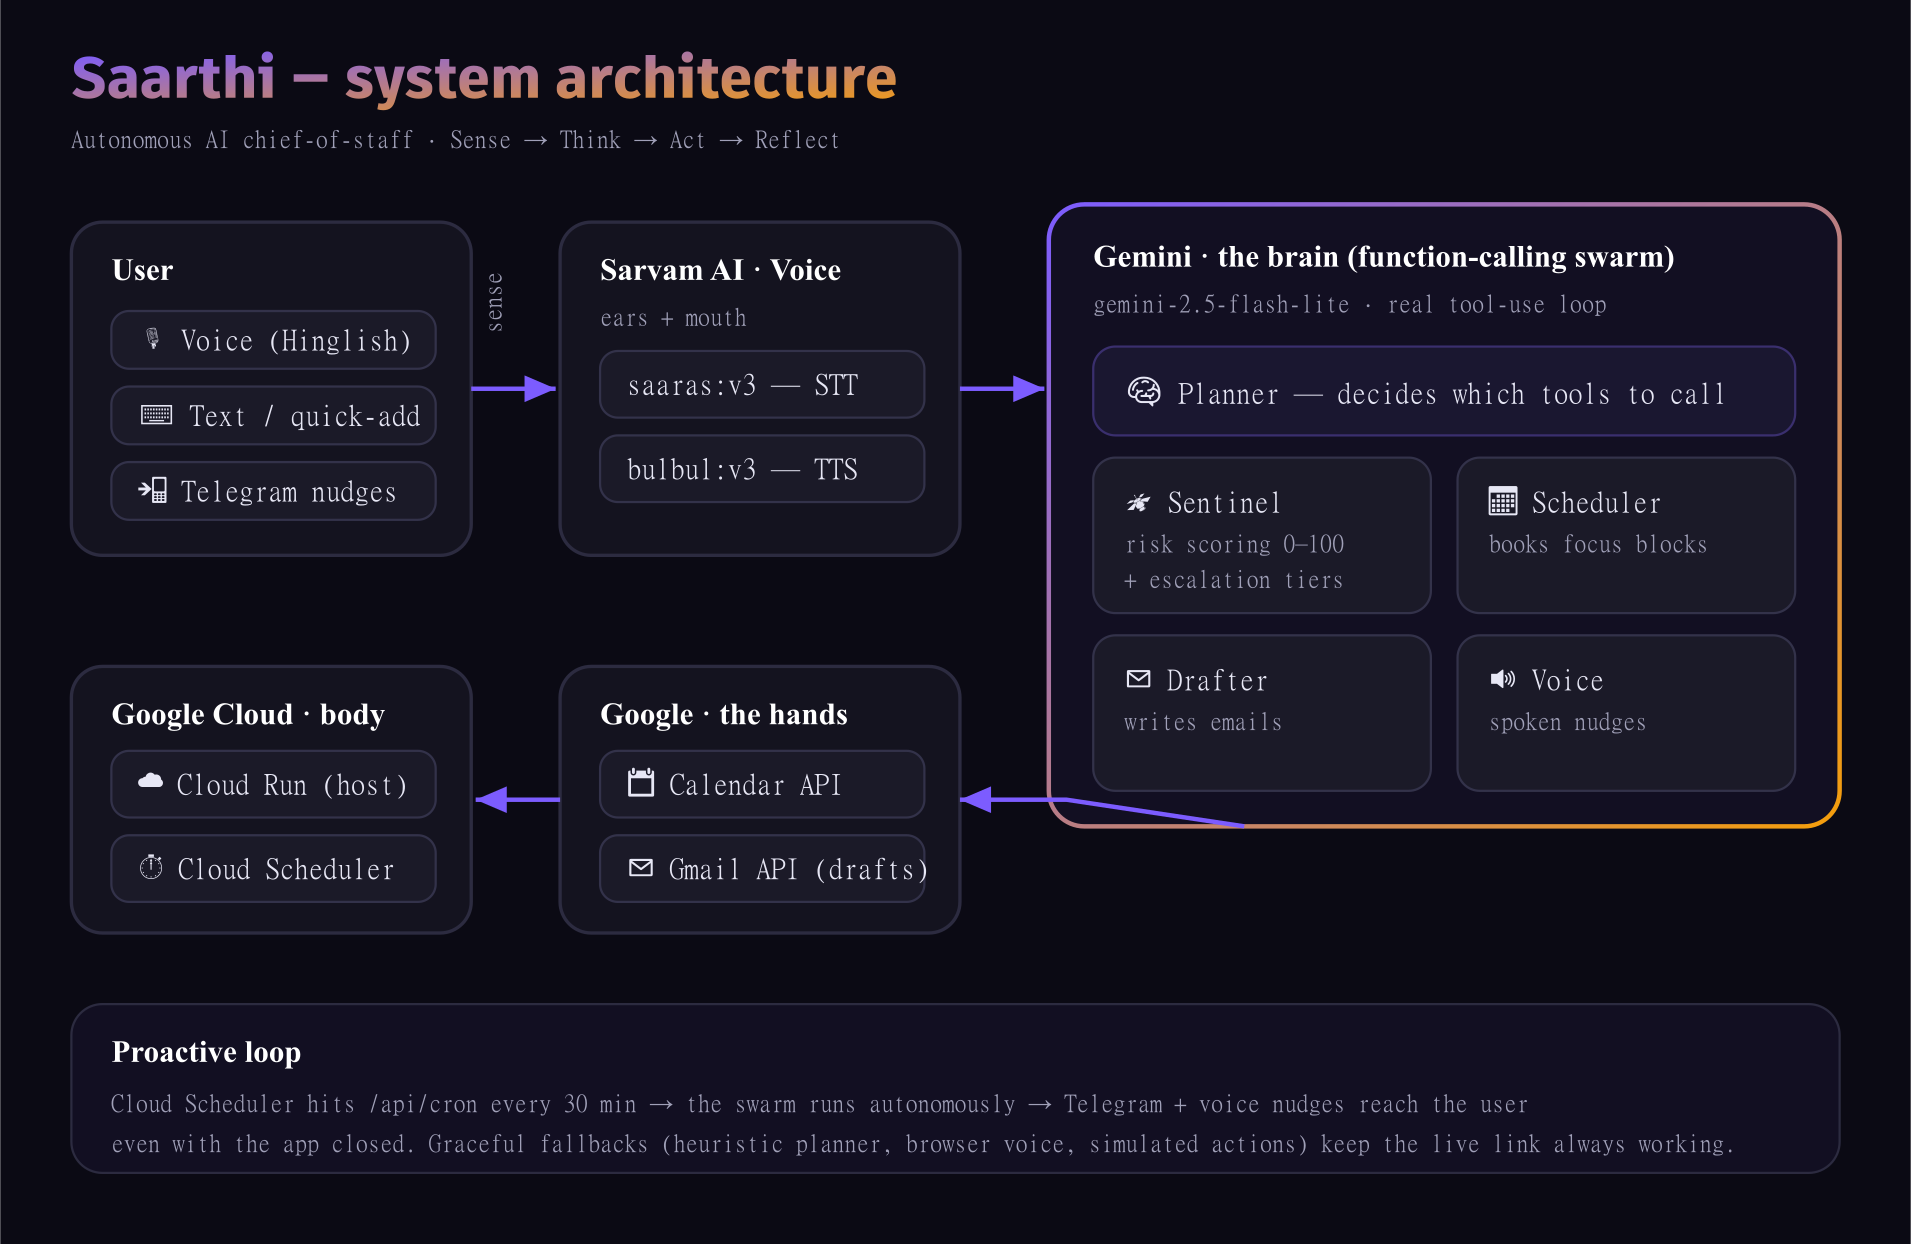 Saarthi — system architecture
Autonomous AI chief-of-staff · Sense → Think → Act → Reflect
User
Voice (Hinglish)
Text / quick-add
Telegram nudges
sense
Sarvam AI · Voice
ears + mouth
saaras:v3 — STT
bulbul:v3 — TTS
Gemini · the brain (function-calling swarm)
gemini-2.5-flash-lite · real tool-use loop
Planner — decides which tools to call
Sentinel
risk scoring 0–100
+ escalation tiers
Scheduler
books focus blocks
Drafter
writes emails
Voice
spoken nudges
Google Cloud · body
Cloud Run (host)
Cloud Scheduler
Google · the hands
Calendar API
Gmail API (drafts)
Proactive loop
Cloud Scheduler hits /api/cron every 30 min → the swarm runs autonomously → Telegram + voice nudges reach the user
even with the app closed. Graceful fallbacks (heuristic planner, browser voice, simulated actions) keep the live link always working.